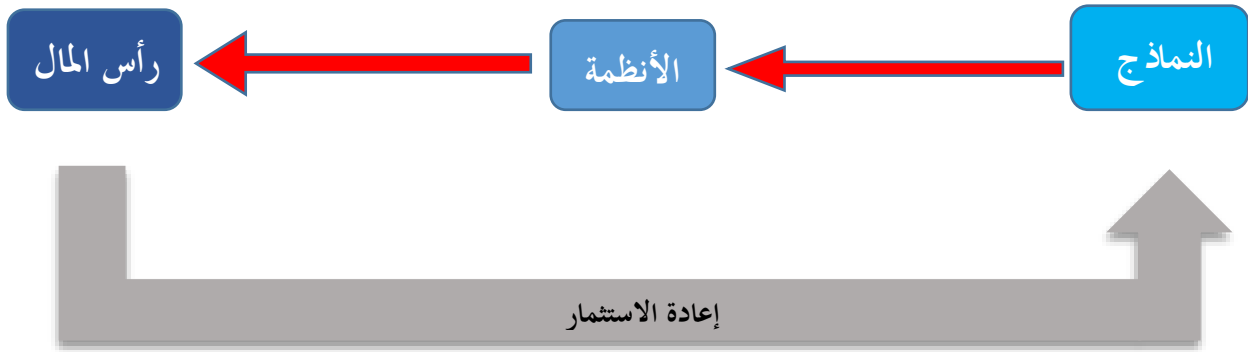 النماذج
الأنظمة
رأس المال
إعادة الاستثمار